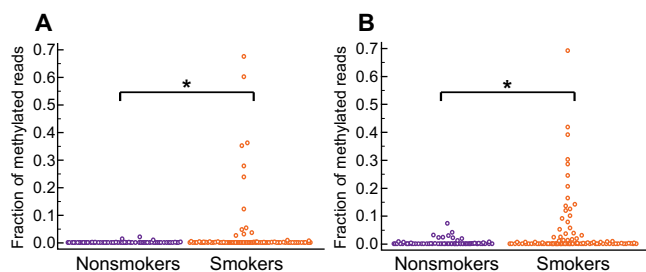 A
Fraction of methylated reads
0.7
0.6
0.5
0.4
0.3
0.2
0.1
0.0
*
Nonsmokers
Smokers
B
Fraction of methylated reads
0.7
0.6
0.5
0.4
0.3
0.2
0.1
0.0
*
Nonsmokers
Smokers